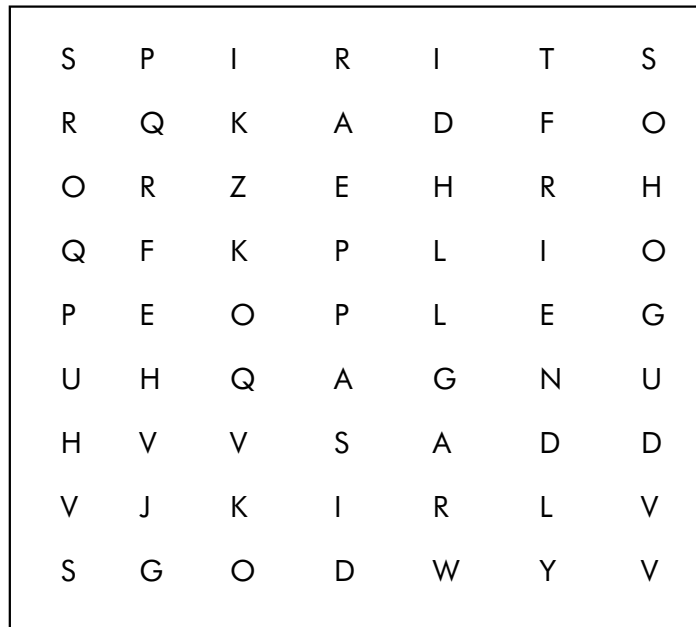 S P I R I T S
R Q K A D F O
O R Z E H R H
Q F K P L I O
P E O P L E G
U H Q A G N U
H V V S A D D
V J K I R L V
S G O D W Y V